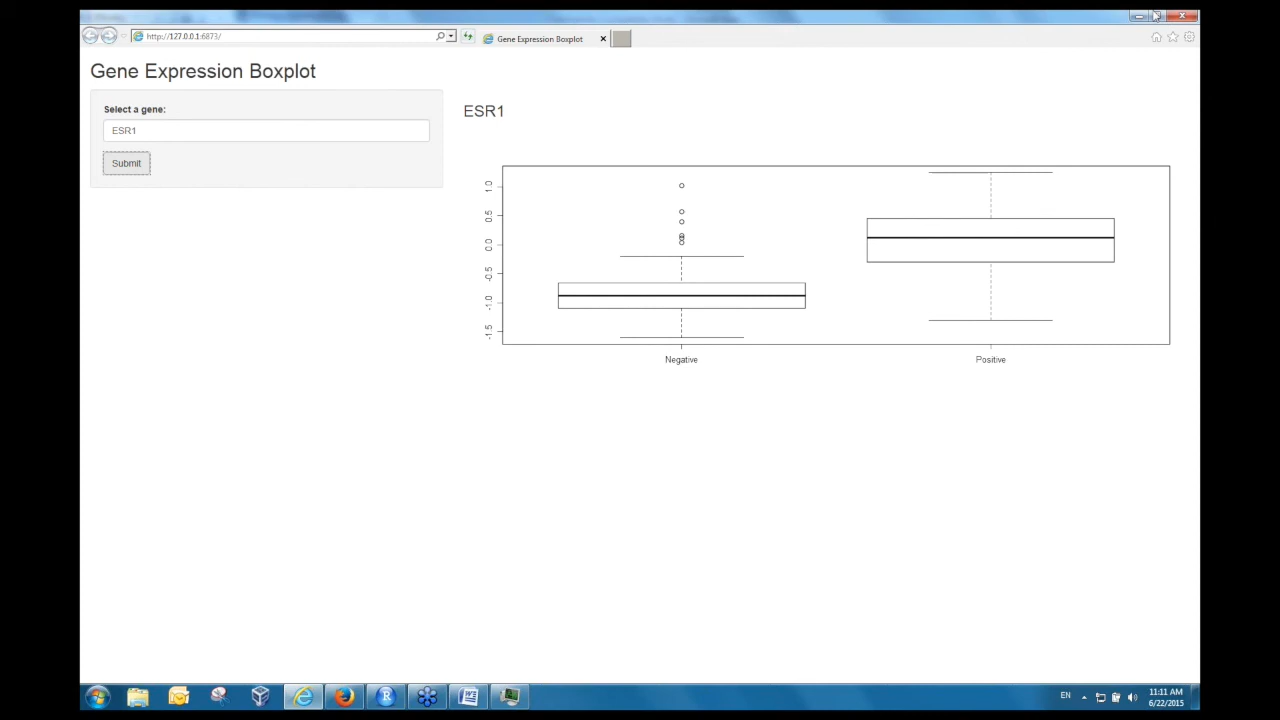 http://127.0.0.1:6873/
Gene Expression Boxplot
Gene Expression Boxplot
Select a gene:
ESR1
Submit
ESR1
1.0
0.5
0.0
-0.5
-1.0
-1.5
Negative
Positive
EN
11:11 AM
6/22/2015